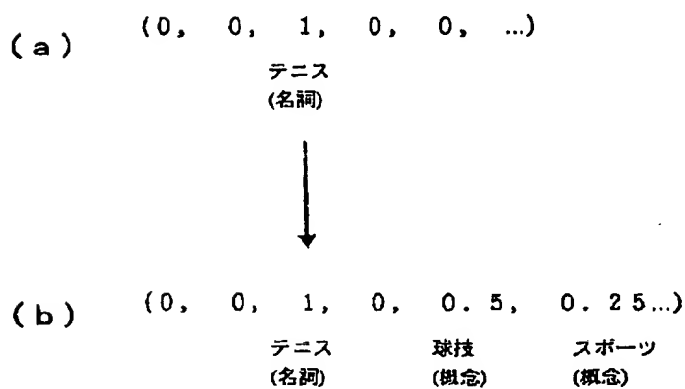 (a) (0, 0, 1, 0, 0, …)
テニス
(名詞)
(b) (0, 0, 1, 0, 0.5, 0.25…)
テニス 球技 スポーツ
(名詞) (概念) (概念)